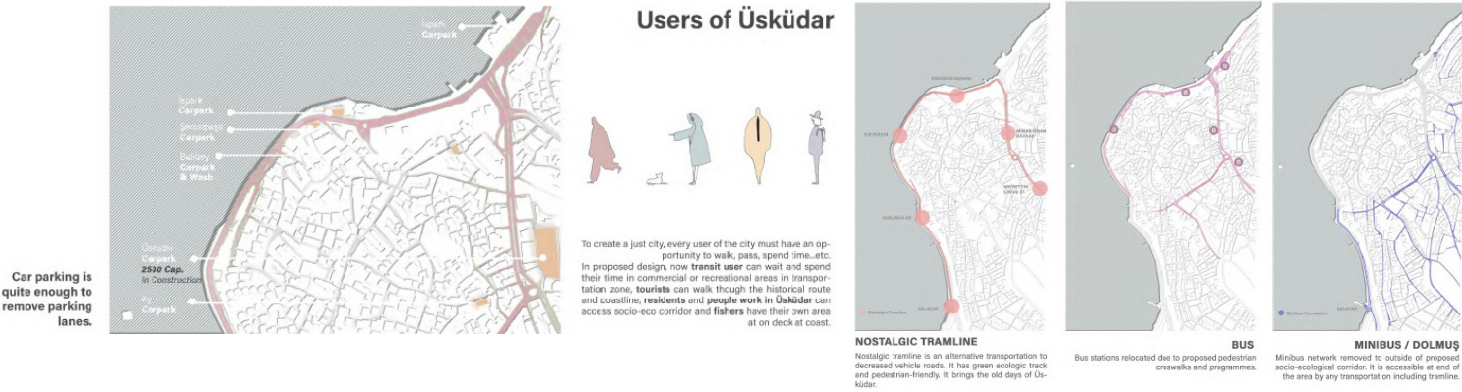 Ispark
Carpark
Ispark
Carpark
Carpark
Carpark
& Wash
Üsküdar
Carpark
2500 Cap.
In Construction
Carpark
Car parking is
quite enough to
remove parking
lanes.
Users of Üsküdar
To create a just city,every user of the city must have an op-
portunity to walk, pass, spend time..etc.
In proposed design, now transit user can wait and spend
their time in commercial or recreational areas in transpor-
tation zone, tourists can walk though the historical route
and coastline, residents and people work in Üsküdar can
access socio-eco corridor and fishers have their own area
at on deck at coast.
NOSTALGIC TRAMLINE
Nostalgic tramline is an alternative transportation to
decreased vehicle roads. It has green ecologic track
and pedestrian-friendly. It brings the old days of Üs-
küdar.
B
B
B
B
B
BUS
Bus stations relocated due to proposed pedestrian
and programmes.
MINIBUS / DOLMUŞ
Minibus network removed to outside of proposed
socio-ecological corridor. It is accessible at end of
the area by any transportation including tramline.